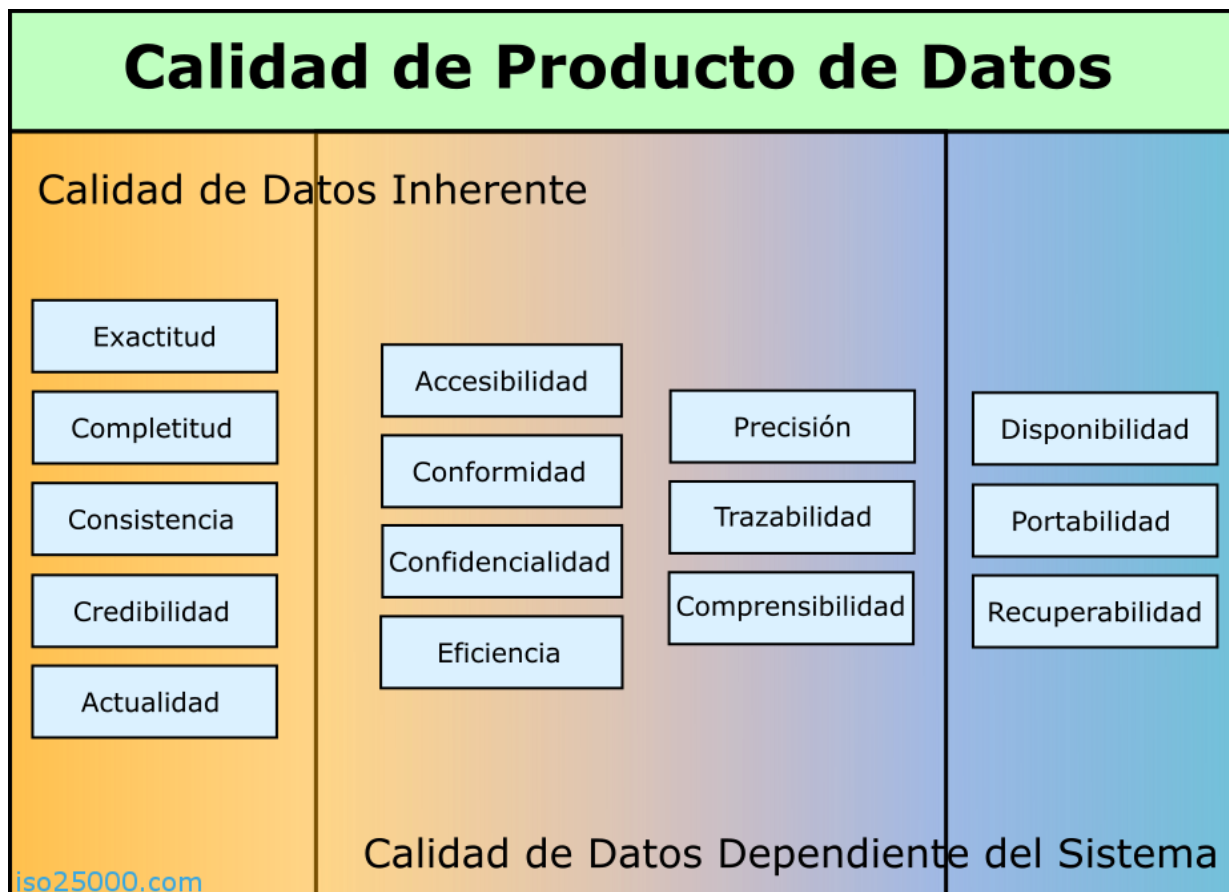 Calidad de Producto de Datos
Calidad de Datos Inherente
Exactitud
Completitud
Consistencia
Credibilidad
Actualidad
Accesibilidad
Conformidad
Confidencialidad
Eficiencia
Precisión
Trazabilidad
Comprensibilidad
Disponibilidad
Portabilidad
Recuperabilidad
Calidad de Datos Dependiente del Sistema
iso25000.com